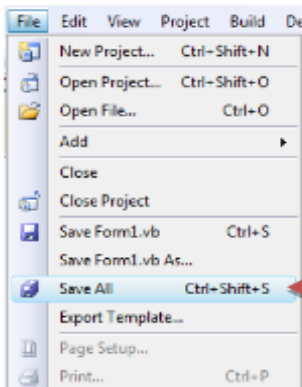 File Edit View Project Build De
New Project... Ctrl+Shift+N
Open Project... Ctrl+Shift+O
Open File... Ctrl+O
Add
Close
Close Project
Save Form1.vb Ctrl+S
Save Form1.vb As...
Save All Ctrl+Shift+S
Export Template...
Page Setup...
Print... Ctrl+P